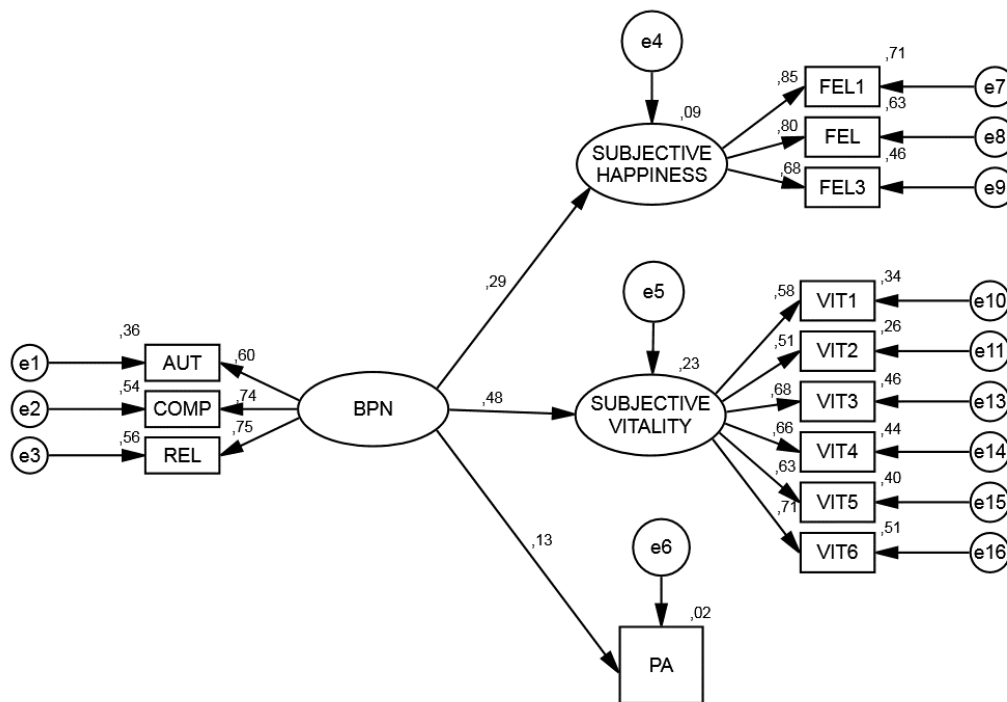 e4
,71
,85
FEL1
e7
,09
,63
SUBJECTIVE
HAPPINESS
,80
FEL
e8
,46
,68
FEL3
e9
,29
e5
,34
,58
VIT1
e10
,26
,51
VIT2
e11
,36
e1
AUT
,60
,23
,46
,68
VIT3
e13
,54
e2
COMP
,74
BPN
,48
SUBJECTIVE
VITALITY
,44
,66
VIT4
e14
,56
e3
REL
,75
,40
,63
VIT5
e15
,51
,71
VIT6
e16
,13
e6
,02
PA